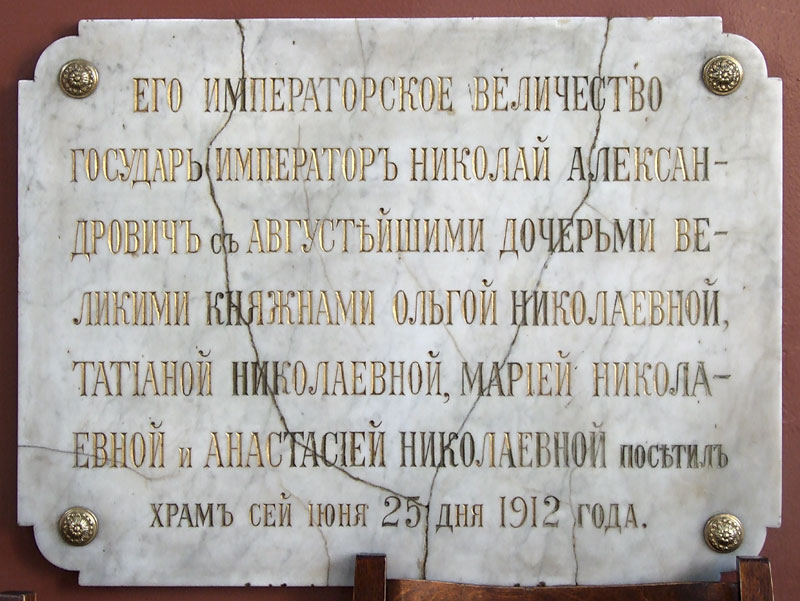 ЕГО ИМПЕРАТОРСКОЕ ВЕЛИЧЕСТВО
ГОСУДАРЬ ИМПЕРАТОРЪ НИКОЛАЙ АЛЕКСАН-
ДРОВИЧЪ съ АВГУСТѢЙШИМИ ДОЧЕРЬМИ ВЕ-
ЛИКИМИ КНЯЖНАМИ ОЛЬГОЙ НИКОЛАЕВНОЙ,
ТАТІАНОЙ НИКОЛАЕВНОЙ, МАРІЕЙ НИКОЛА-
ЕВНОЙ и АНАСТАСІЕЙ НИКОЛАЕВНОЙ ПОСѢТИЛЪ
ХРАМЪ СЕЙ ІЮНЯ 25 ДНЯ 1912 ГОДА.